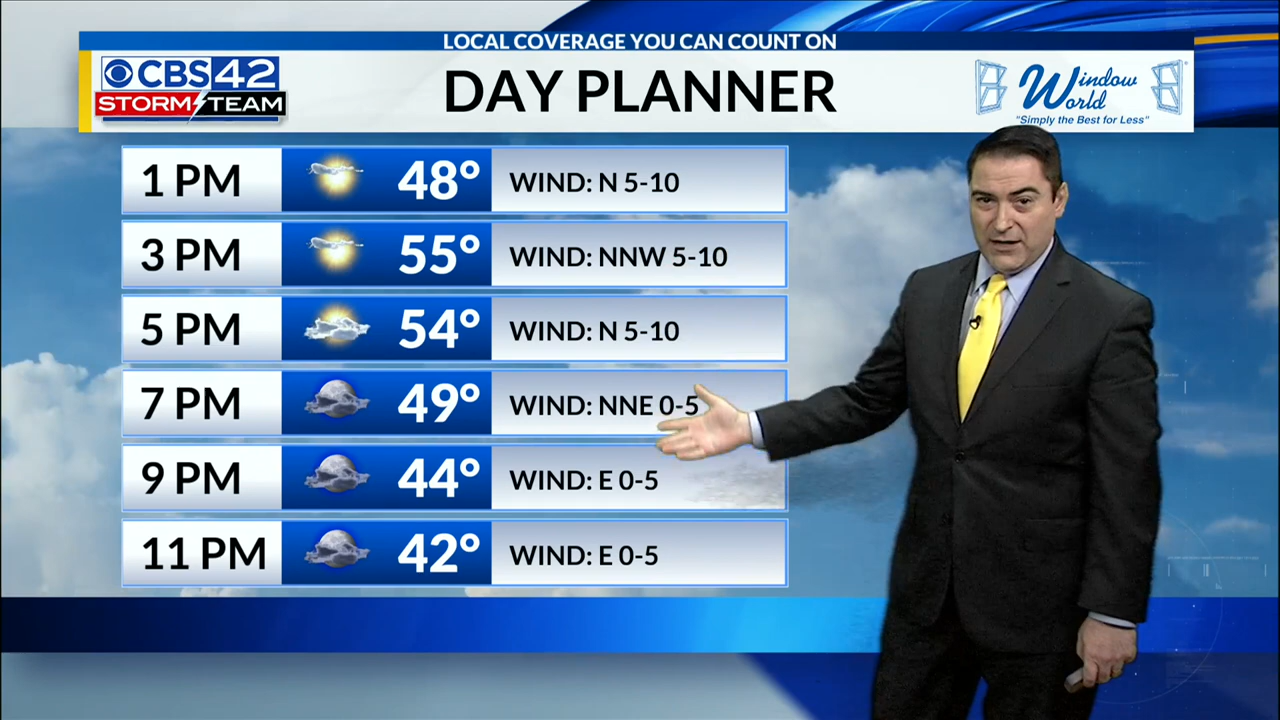 LOCAL COVERAGE YOU CAN COUNT ON
CBS42
STORM TEAM
DAY PLANNER
Window World
"Simply the Best for Less"
1 PM 48° WIND: N 5-10
3 PM 55° WIND: NNW 5-10
5 PM 54° WIND: N 5-10
7 PM 49° WIND: NNE 0-5
9 PM 44° WIND: E 0-5
11 PM 42° WIND: E 0-5